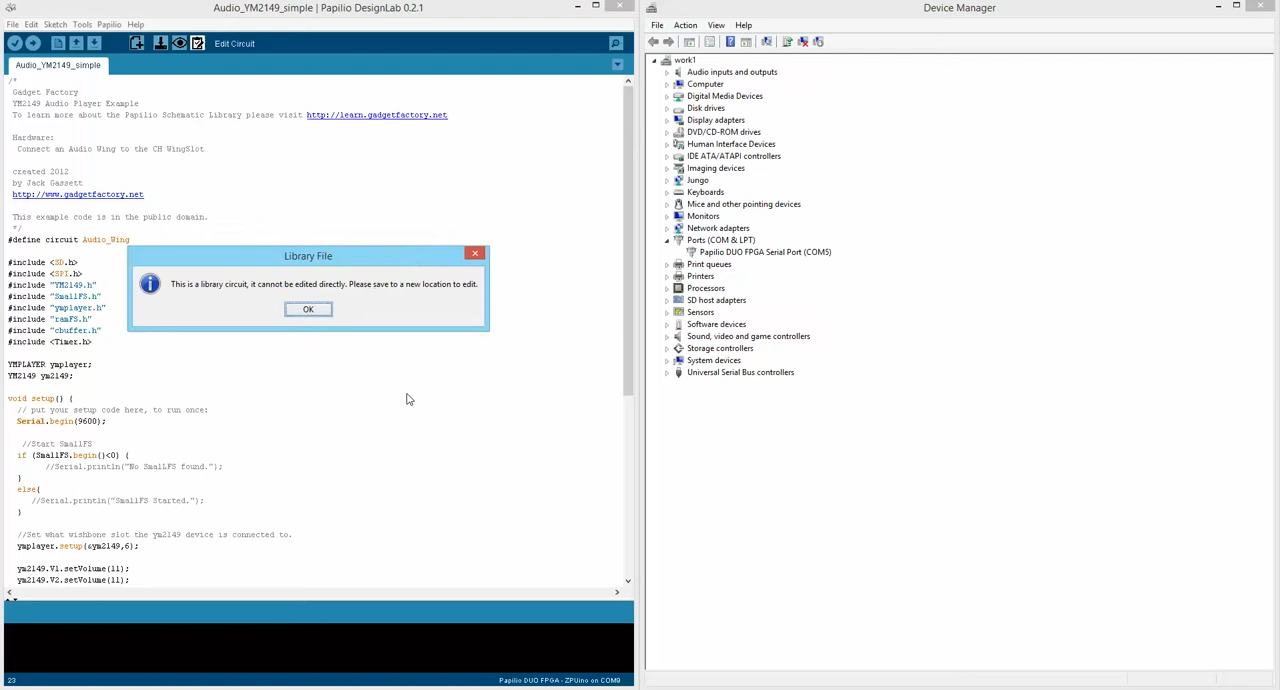 Audio_YM2149_simple | Papilio DesignLab 0.2.1
File Edit Sketch Tools Papilio Help
Edit Circuit
Audio_YM2149_simple
/*
Gadget Factory
YM2149 Audio Player Example
To learn more about the Papilio Schematic Library please visit http://learn.gadgetfactory.net
Hardware:
Connect an Audio Wing to the CH WingSlot
created 2012
by Jack Gassett
http://www.gadgetfactory.net
This example code is in the public domain.
*/
#define circuit Audio_Wing
#include <SD.h>
#include <SPI.h>
#include "YM2149.h"
#include "SmallFS.h"
#include "ymplayer.h"
#include "ramFS.h"
#include "cbuffer.h"
#include <Timer.h>
YMPLAYER ymplayer;
YM2149 ym2149;
void setup() {
// put your setup code here, to run once:
Serial.begin(9600);
//Start SmallFS
if (SmallFS.begin()<0) {
//Serial.println("No SmalLFS found.");
}
else{
//Serial.println("SmallFS Started.");
}
//Set what wishbone slot the ym2149 device is connected to.
ymplayer.setup(&ym2149,6);
ym2149.V1.setVolume(11);
ym2149.V2.setVolume(11);
23
Papilio DUO FPGA - ZPUino on COM9
Library File
This is a library circuit, it cannot be edited directly. Please save to a new location to edit.
OK
Device Manager
File Action View Help
work1
Audio inputs and outputs
Computer
Digital Media Devices
Disk drives
Display adapters
DVD/CD-ROM drives
Human Interface Devices
IDE ATA/ATAPI controllers
Imaging devices
Jungo
Keyboards
Mice and other pointing devices
Monitors
Network adapters
Ports (COM & LPT)
Papilio DUO FPGA Serial Port (COM5)
Print queues
Printers
Processors
SD host adapters
Sensors
Software devices
Sound, video and game controllers
Storage controllers
System devices
Universal Serial Bus controllers